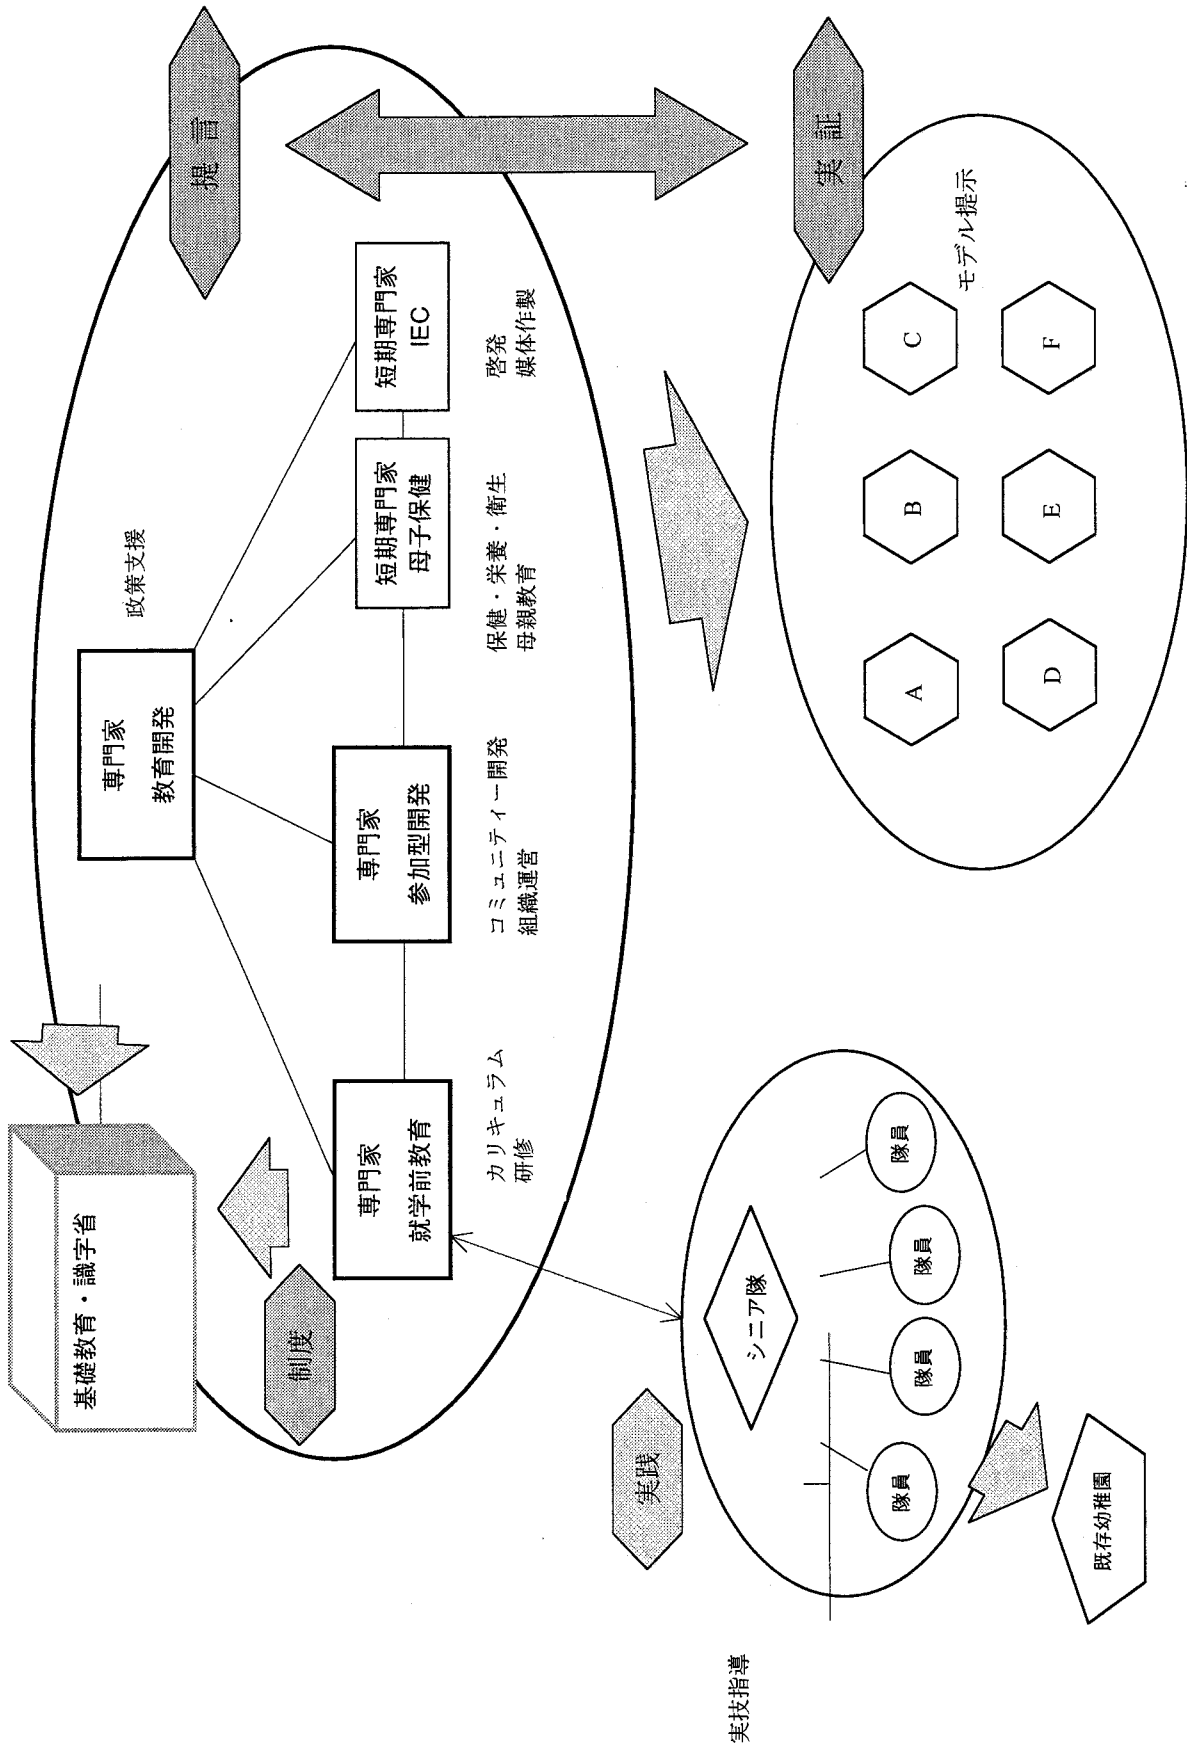 基礎教育・識字省
制度
提言
政策支援
専門家
教育開発
専門家
就学前教育
専門家
参加型開発
短期専門家
母子保健
短期専門家
IEC
カリキュラム
研修
コミュニティー開発
組織運営
保健・栄養・衛生
母親教育
啓発
媒体作製
実践
実技指導
シニア隊
隊員
隊員
隊員
隊員
既存幼稚園
実証
モデル提示
A
B
C
D
E
F